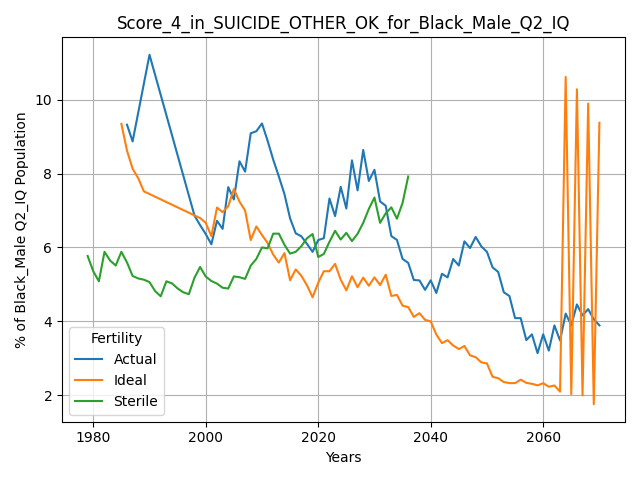 Score_4_in_SUICIDE_OTHER_OK_for_Black_Male_Q2_IQ
% of Black_Male Q2_IQ Population
10
8
6
4
2
Fertility
Actual
Ideal
Sterile
1980
2000
2020
2040
2060
Years